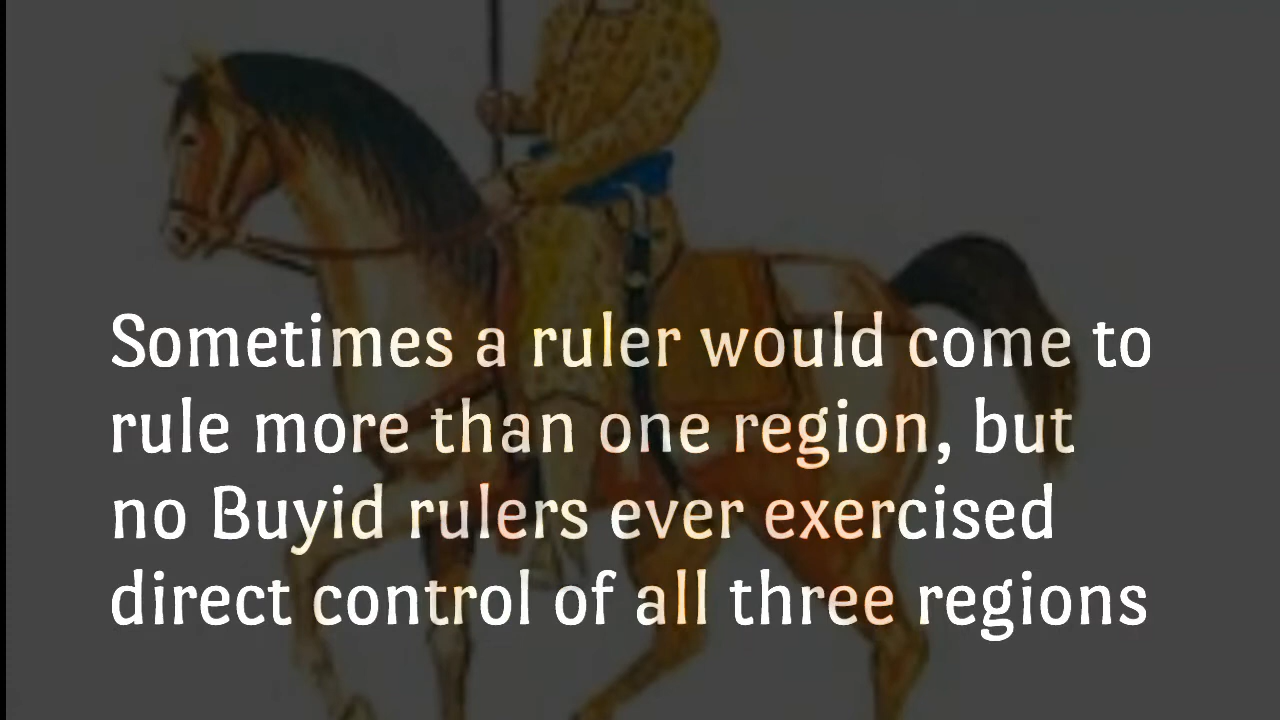 Sometimes a ruler would come to
rule more than one region, but
no Buyid rulers ever exercised
direct control of all three regions